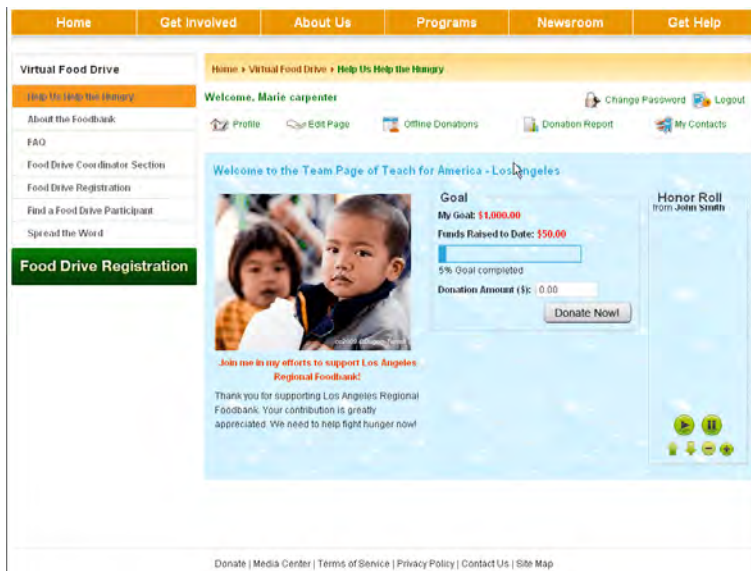 Home Get Involved About Us Programs Newsroom Get Help
Virtual Food Drive
Help Us Help the Hungry
About the Foodbank
FAQ
Food Drive Coordinator Section
Food Drive Registration
Find a Food Drive Participant
Spread the Word
Food Drive Registration
Home › Virtual Food Drive › Help Us Help the Hungry
Welcome, Marie carpenter
Change Password Logout
Profile Edit Page Offline Donations Donation Report My Contacts
Welcome to the Team Page of Teach for America - Los Angeles
Join me in my efforts to support Los Angeles
Regional Foodbank!
Thank you for supporting Los Angeles Regional
Foodbank. Your contribution is greatly
appreciated. We need to help fight hunger now!
Goal
My Goal: $1,000.00
Funds Raised to Date: $50.00
5% Goal completed
Donation Amount ($): 0.00
Donate Now!
Honor Roll
from John Smith
Donate | Media Center | Terms of Service | Privacy Policy | Contact Us | Site Map